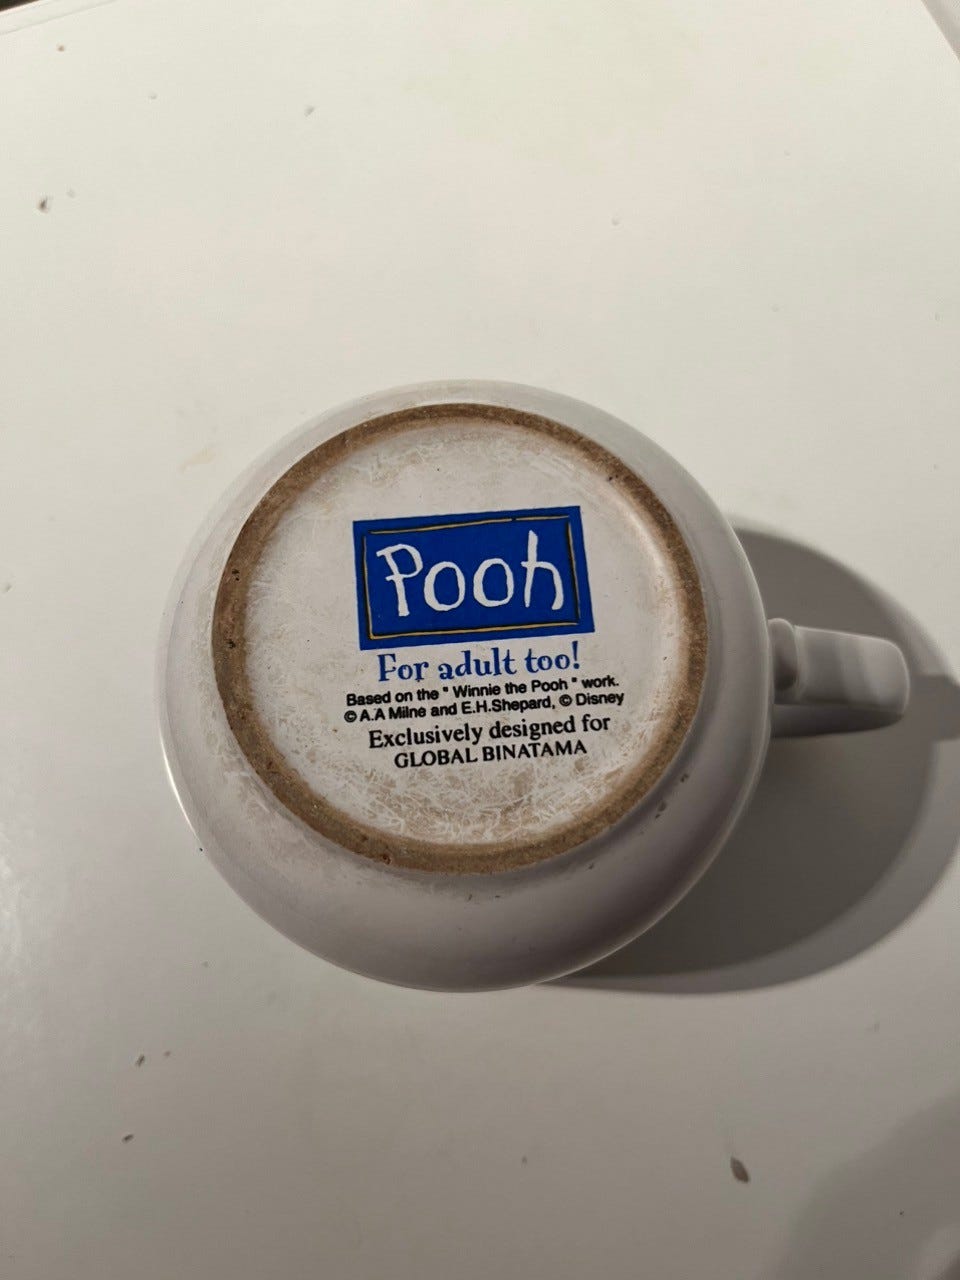 Pooh
For adult too!
Based on the " Winnie the Pooh " work.
© A.A Milne and E.H.Shepard, © Disney
Exclusively designed for
GLOBAL BINATAMA